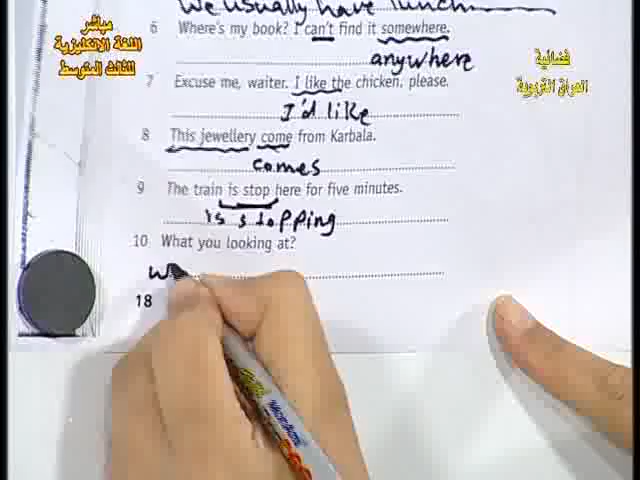 We usually have lunch
مباشر
اللغة الانكليزية
للثالث المتوسط
فضائية
العراق التربوية
6 Where's my book? I can't find it somewhere.
anywhere
7 Excuse me, waiter. I like the chicken, please.
I'd like
8 This jewellery come from Karbala.
comes
9 The train is stop here for five minutes.
is stopping
10 What you looking at?
W
18